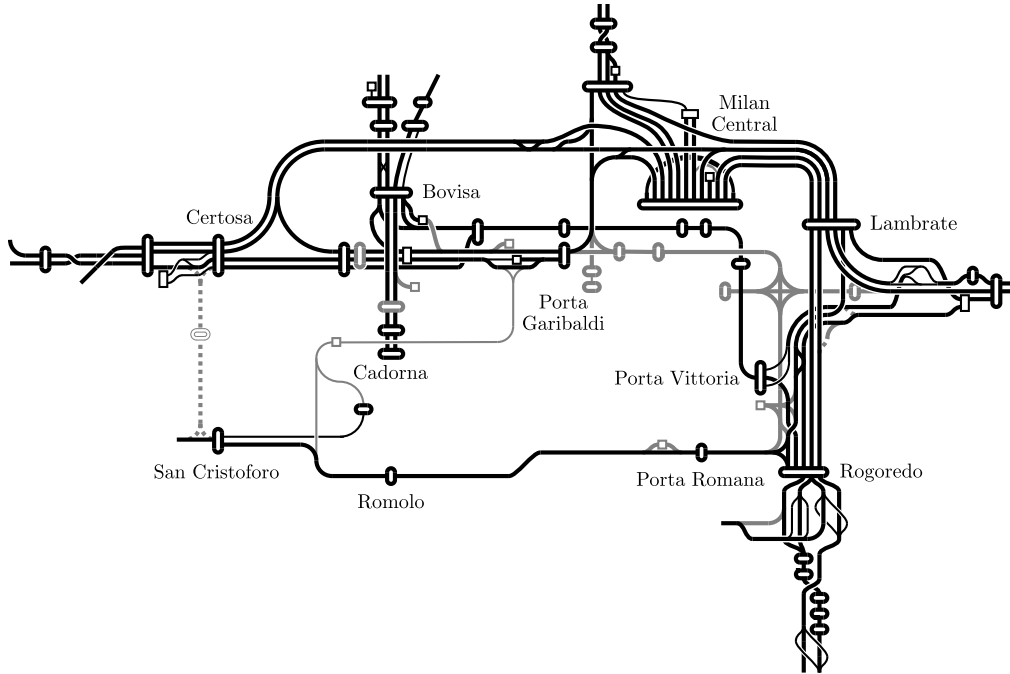 Milan
Central
Bovisa
Certosa
Lambrate
Porta
Garibaldi
Cadorna
Porta Vittoria
San Cristoforo
Porta Romana
Rogoredo
Romolo